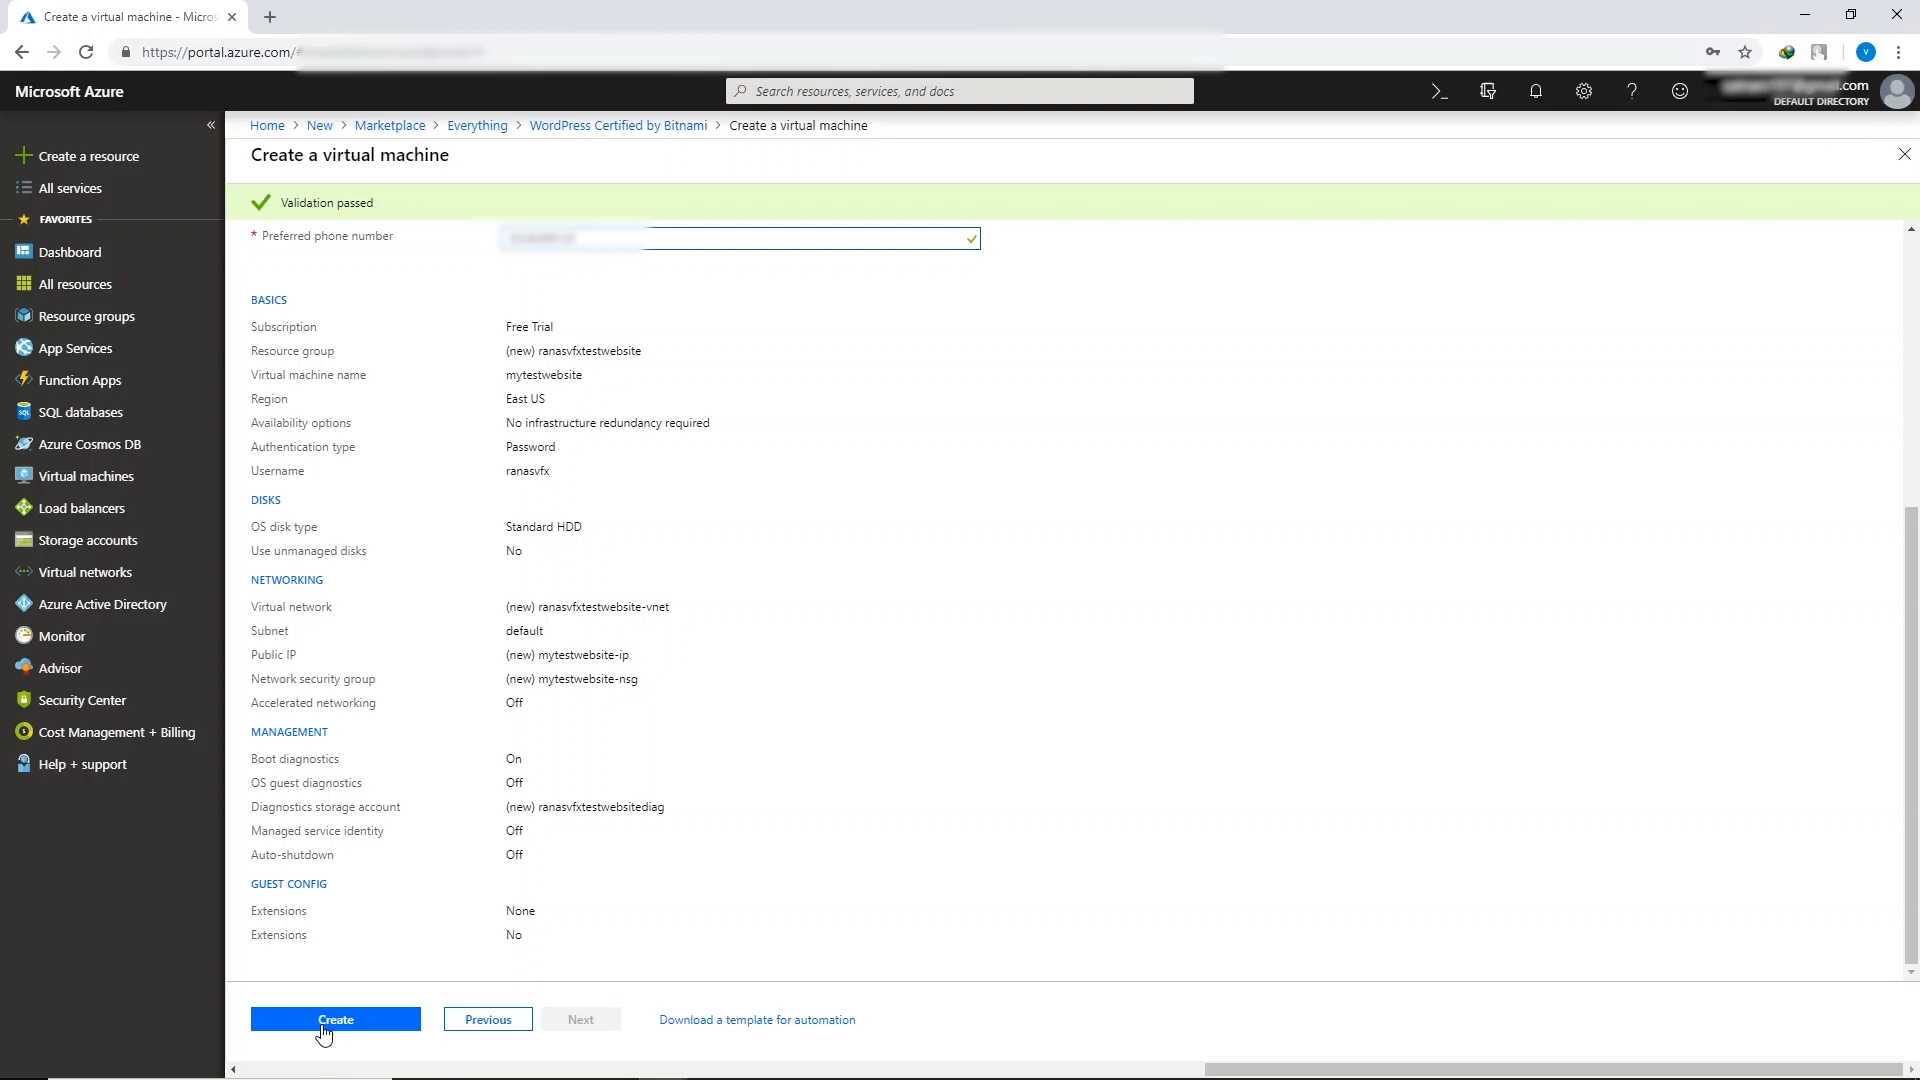 Create a virtual machine - Micros
https://portal.azure.com/#
Microsoft Azure
Search resources, services, and docs
.com
DEFAULT DIRECTORY
V
Home > New > Marketplace > Everything > WordPress Certified by Bitnami > Create a virtual machine
Create a virtual machine
Validation passed
Create a resource
All services
FAVORITES
Dashboard
All resources
Resource groups
App Services
Function Apps
SQL databases
Azure Cosmos DB
Virtual machines
Load balancers
Storage accounts
Virtual networks
Azure Active Directory
Monitor
Advisor
Security Center
Cost Management + Billing
Help + support
* Preferred phone number
BASICS
Subscription Free Trial
Resource group (new) ranasvfxtestwebsite
Virtual machine name mytestwebsite
Region East US
Availability options No infrastructure redundancy required
Authentication type Password
Username ranasvfx
DISKS
OS disk type Standard HDD
Use unmanaged disks No
NETWORKING
Virtual network (new) ranasvfxtestwebsite-vnet
Subnet default
Public IP (new) mytestwebsite-ip
Network security group (new) mytestwebsite-nsg
Accelerated networking Off
MANAGEMENT
Boot diagnostics On
OS guest diagnostics Off
Diagnostics storage account (new) ranasvfxtestwebsitediag
Managed service identity Off
Auto-shutdown Off
GUEST CONFIG
Extensions None
Extensions No
Create Previous Next Download a template for automation